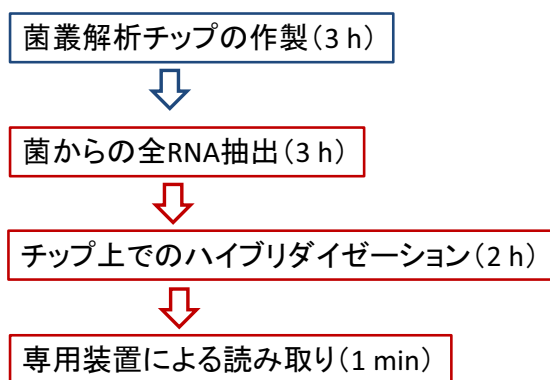 菌叢解析チップの作製（3 h）
菌からの全RNA抽出（3 h）
チップ上でのハイブリダイゼーション（2 h）
専用装置による読み取り（1 min）